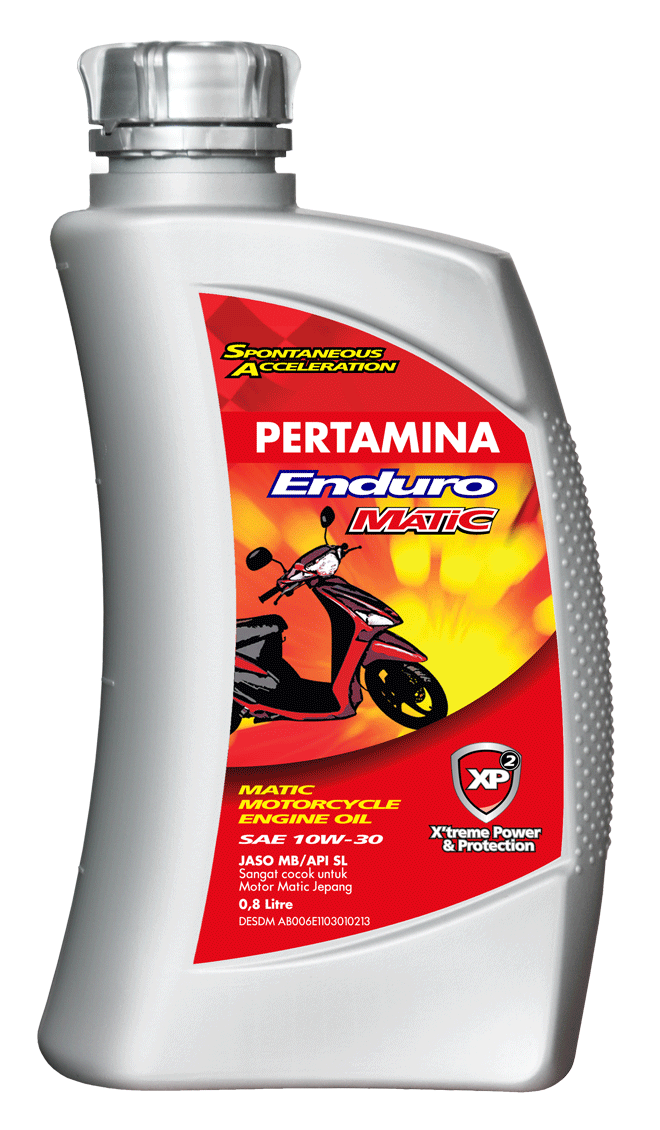 SPONTANEOUS
ACCELERATION
PERTAMINA
Enduro
MATiC
MATIC
MOTORCYCLE
ENGINE OIL
SAE 10W-30
JASO MB/API SL
Sangat cocok untuk
Motor Matic Jepang
0,8 Litre
DESDM AB006E1103010213
XP2
X'treme Power
& Protection